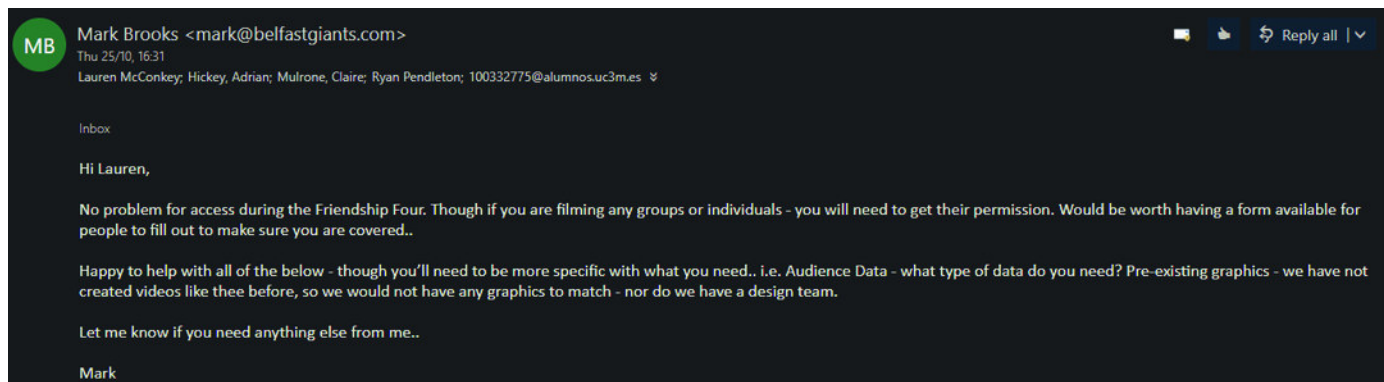 MB
Mark Brooks <mark@belfastgiants.com>
Reply all
Thu 25/10, 16:31
Lauren McConkey; Hickey, Adrian; Mulrone, Claire; Ryan Pendleton; 100332775@alumnos.uc3m.es
Inbox
Hi Lauren,
No problem for access during the Friendship Four. Though if you are filming any groups or individuals - you will need to get their permission. Would be worth having a form available for
people to fill out to make sure you are covered..
Happy to help with all of the below - though you’ll need to be more specific with what you need.. i.e. Audience Data - what type of data do you need? Pre-existing graphics - we have not
created videos like thee before, so we would not have any graphics to match - nor do we have a design team.
Let me know if you need anything else from me..
Mark